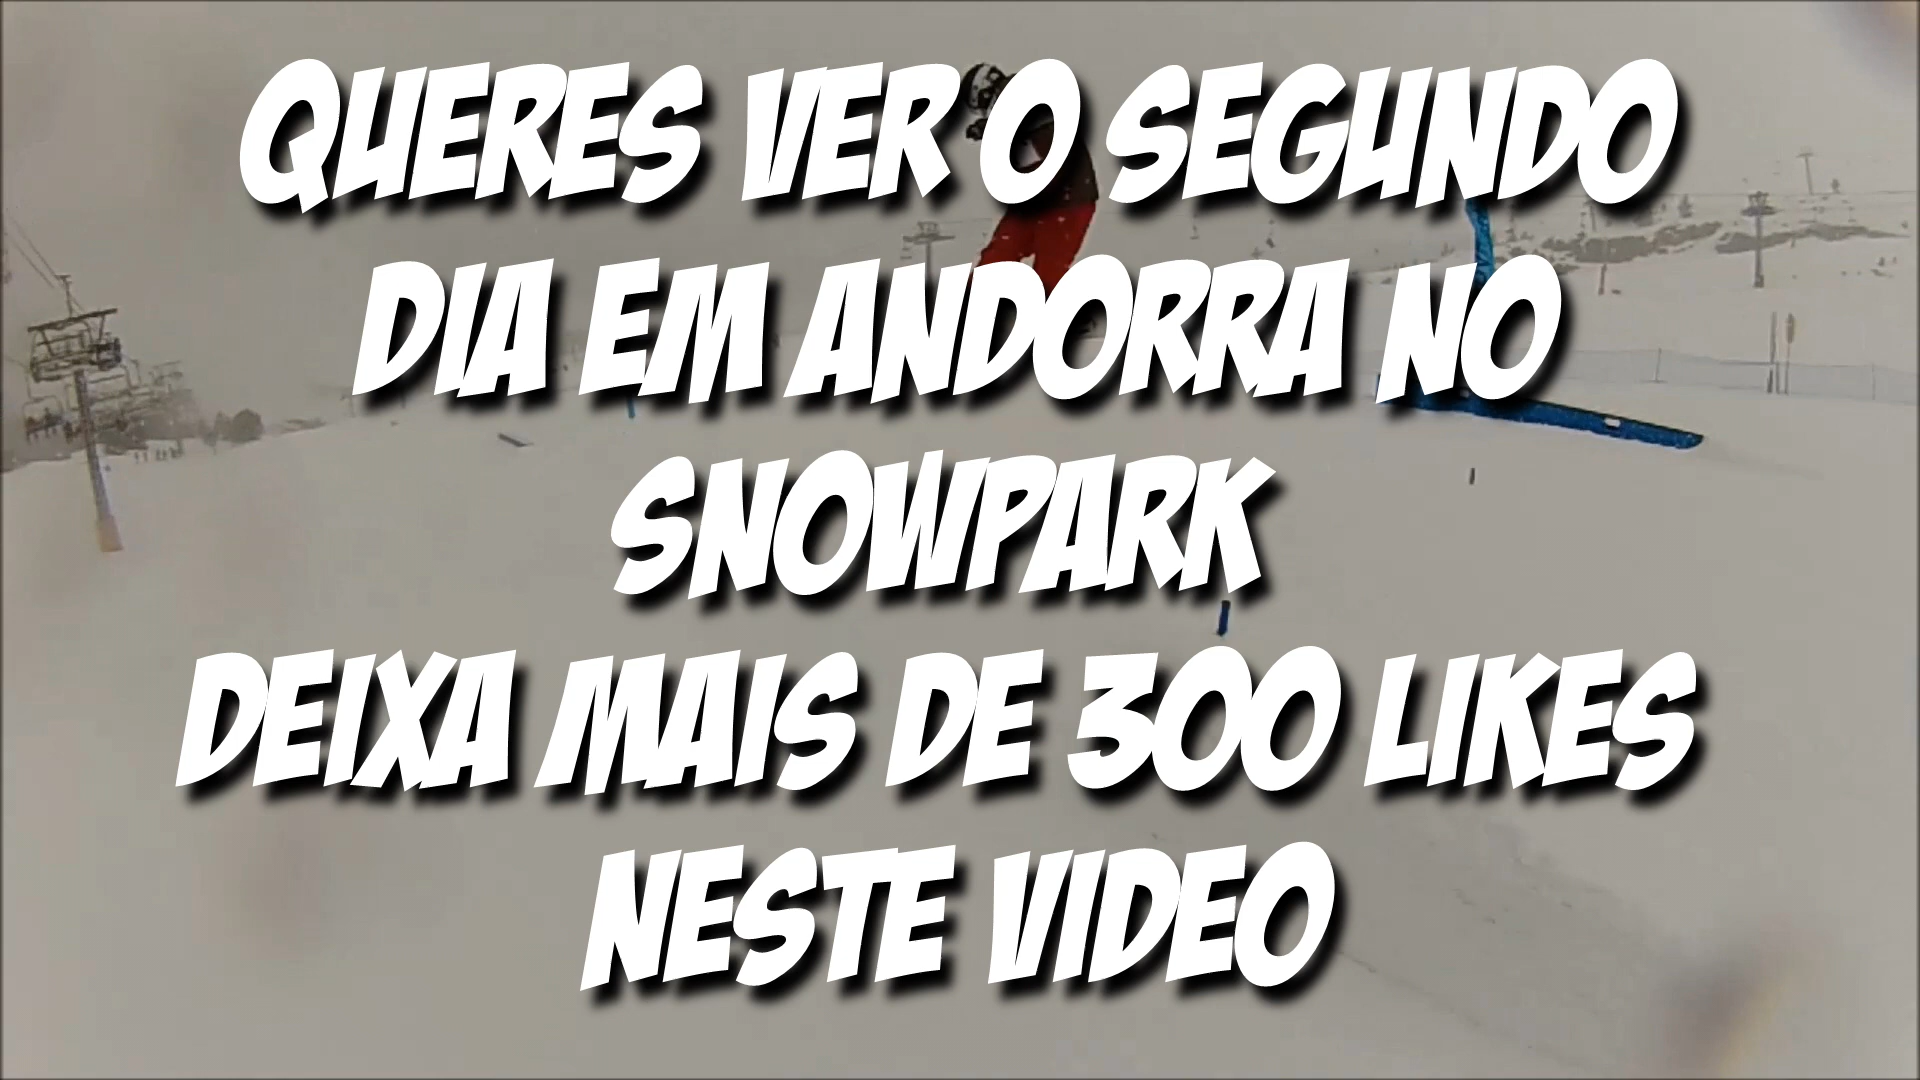 QUERES VER O SEGUNDO
DIA EM ANDORRA NO
SNOWPARK
DEIXA MAIS DE 300 LIKES
NESTE VIDEO